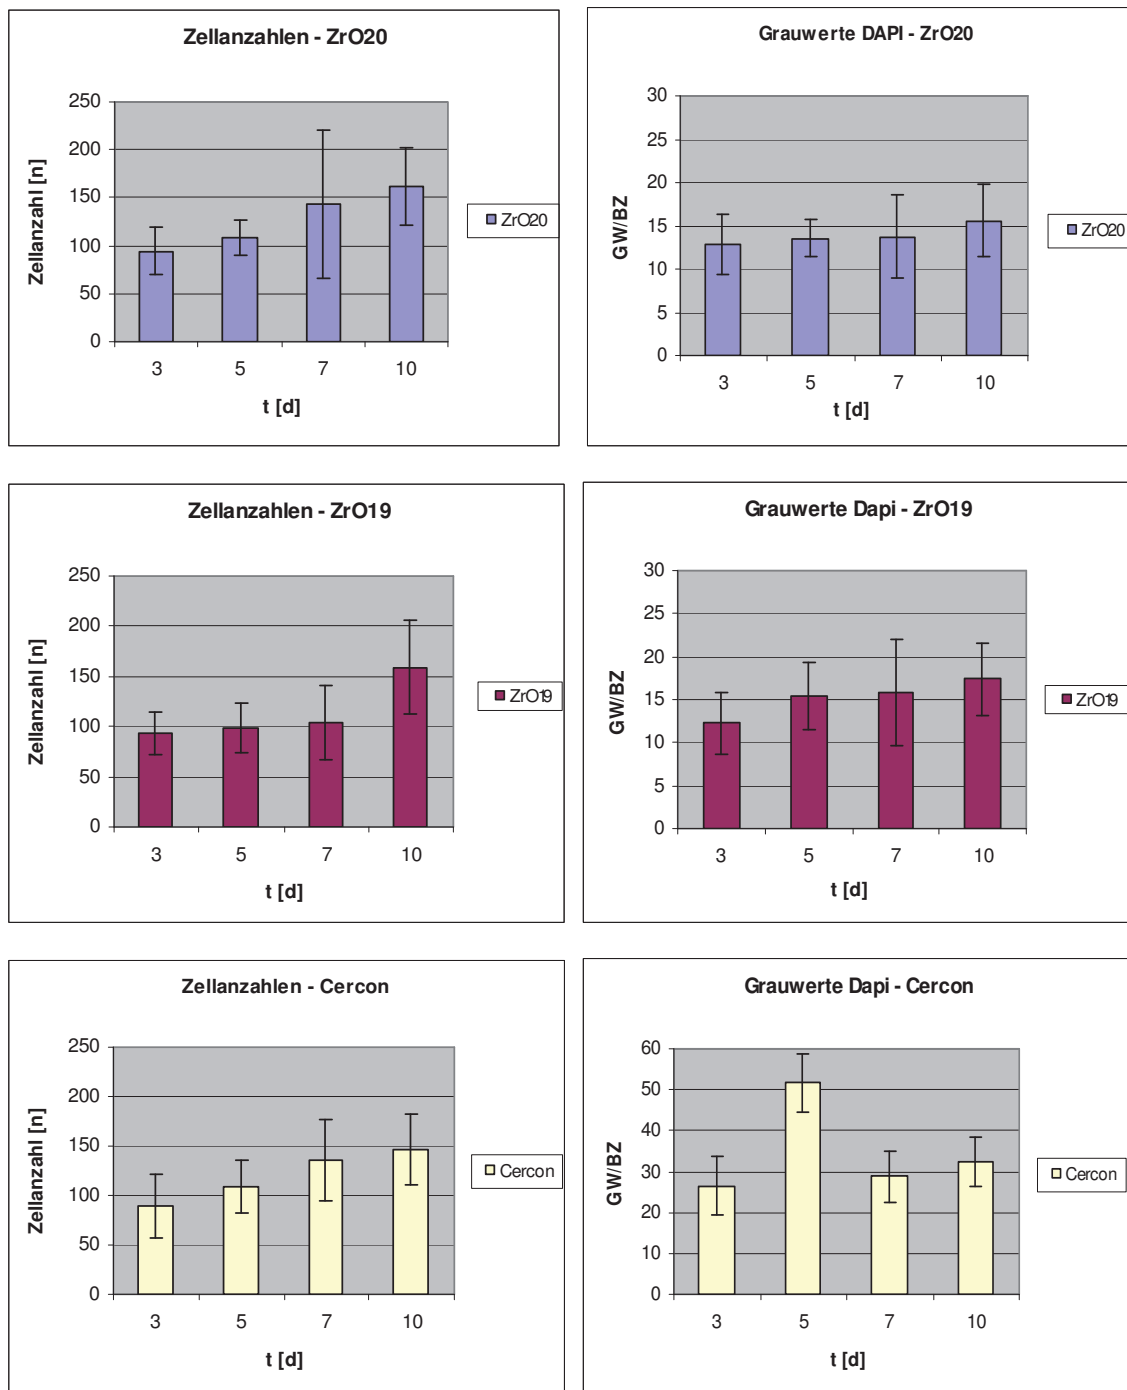 Zellanzahlen - ZrO20
250
200
150
100
50
0
Zellanzahl [n]
3 5 7 10
t [d]
ZrO20
Grauwerte DAPI - ZrO20
30
25
20
15
10
5
0
GW/BZ
3 5 7 10
t [d]
ZrO20
Zellanzahlen - ZrO19
250
200
150
100
50
0
Zellanzahl [n]
3 5 7 10
t [d]
ZrO19
Grauwerte Dapi - ZrO19
30
25
20
15
10
5
0
GW/BZ
3 5 7 10
t [d]
ZrO19
Zellanzahlen - Cercon
250
200
150
100
50
0
Zellanzahl [n]
3 5 7 10
t [d]
Cercon
Grauwerte Dapi - Cercon
60
50
40
30
20
10
0
GW/BZ
3 5 7 10
t [d]
Cercon